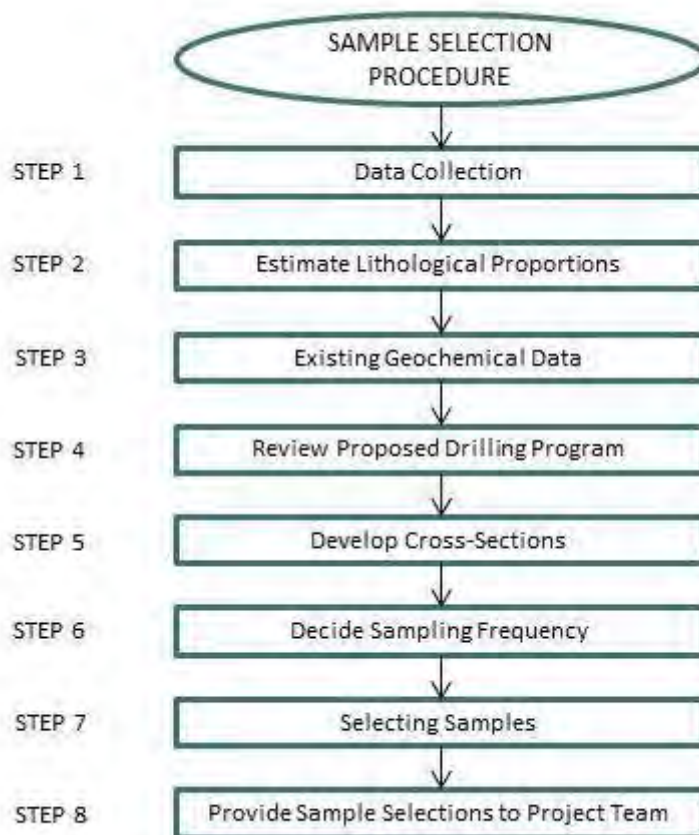 SAMPLE SELECTION
PROCEDURE
STEP 1
Data Collection
STEP 2
Estimate Lithological Proportions
STEP 3
Existing Geochemical Data
STEP 4
Review Proposed Drilling Program
STEP 5
Develop Cross-Sections
STEP 6
Decide Sampling Frequency
STEP 7
Selecting Samples
STEP 8
Provide Sample Selections to Project Team